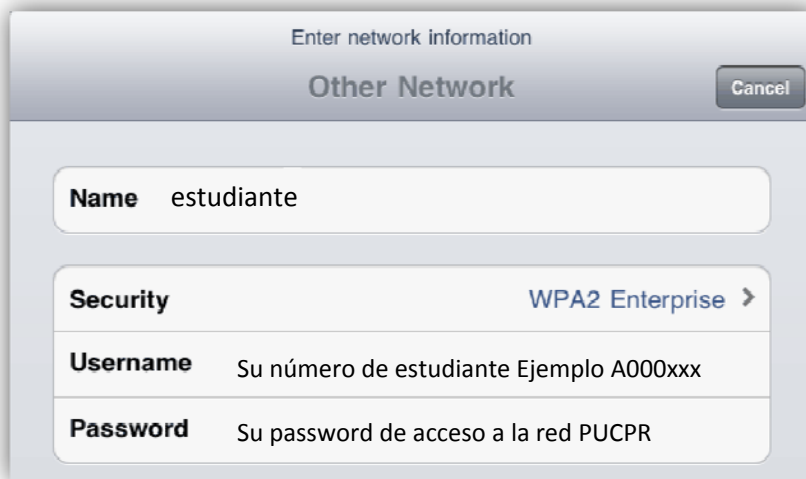 Enter network information
Other Network
Cancel
Name estudiante
Security WPA2 Enterprise >
Username Su número de estudiante Ejemplo A000xxx
Password Su password de acceso a la red PUCPR